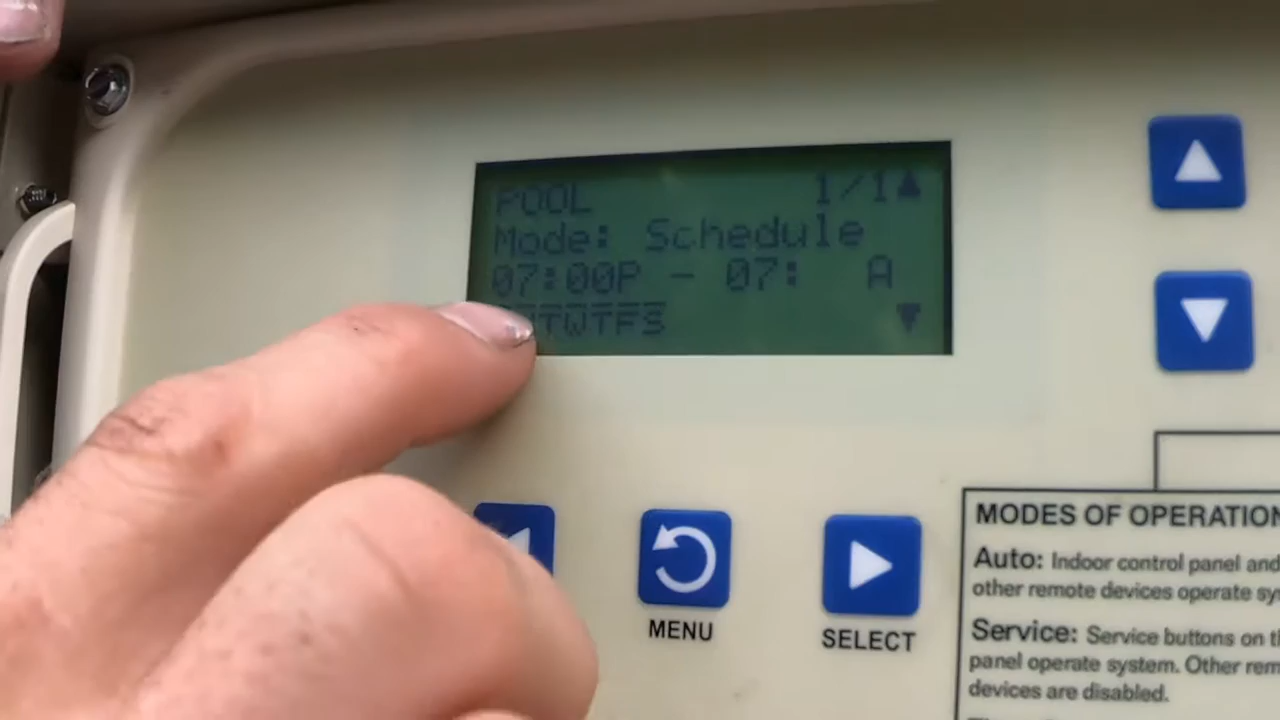 POOL 1/1▲
Mode: Schedule
07:00P - 07: A
TWTFS ▼
MENU
SELECT
MODES OF OPERATION
Auto: Indoor control panel and
other remote devices operate
Service: Service buttons on
panel operate system. Other
devices are disabled.